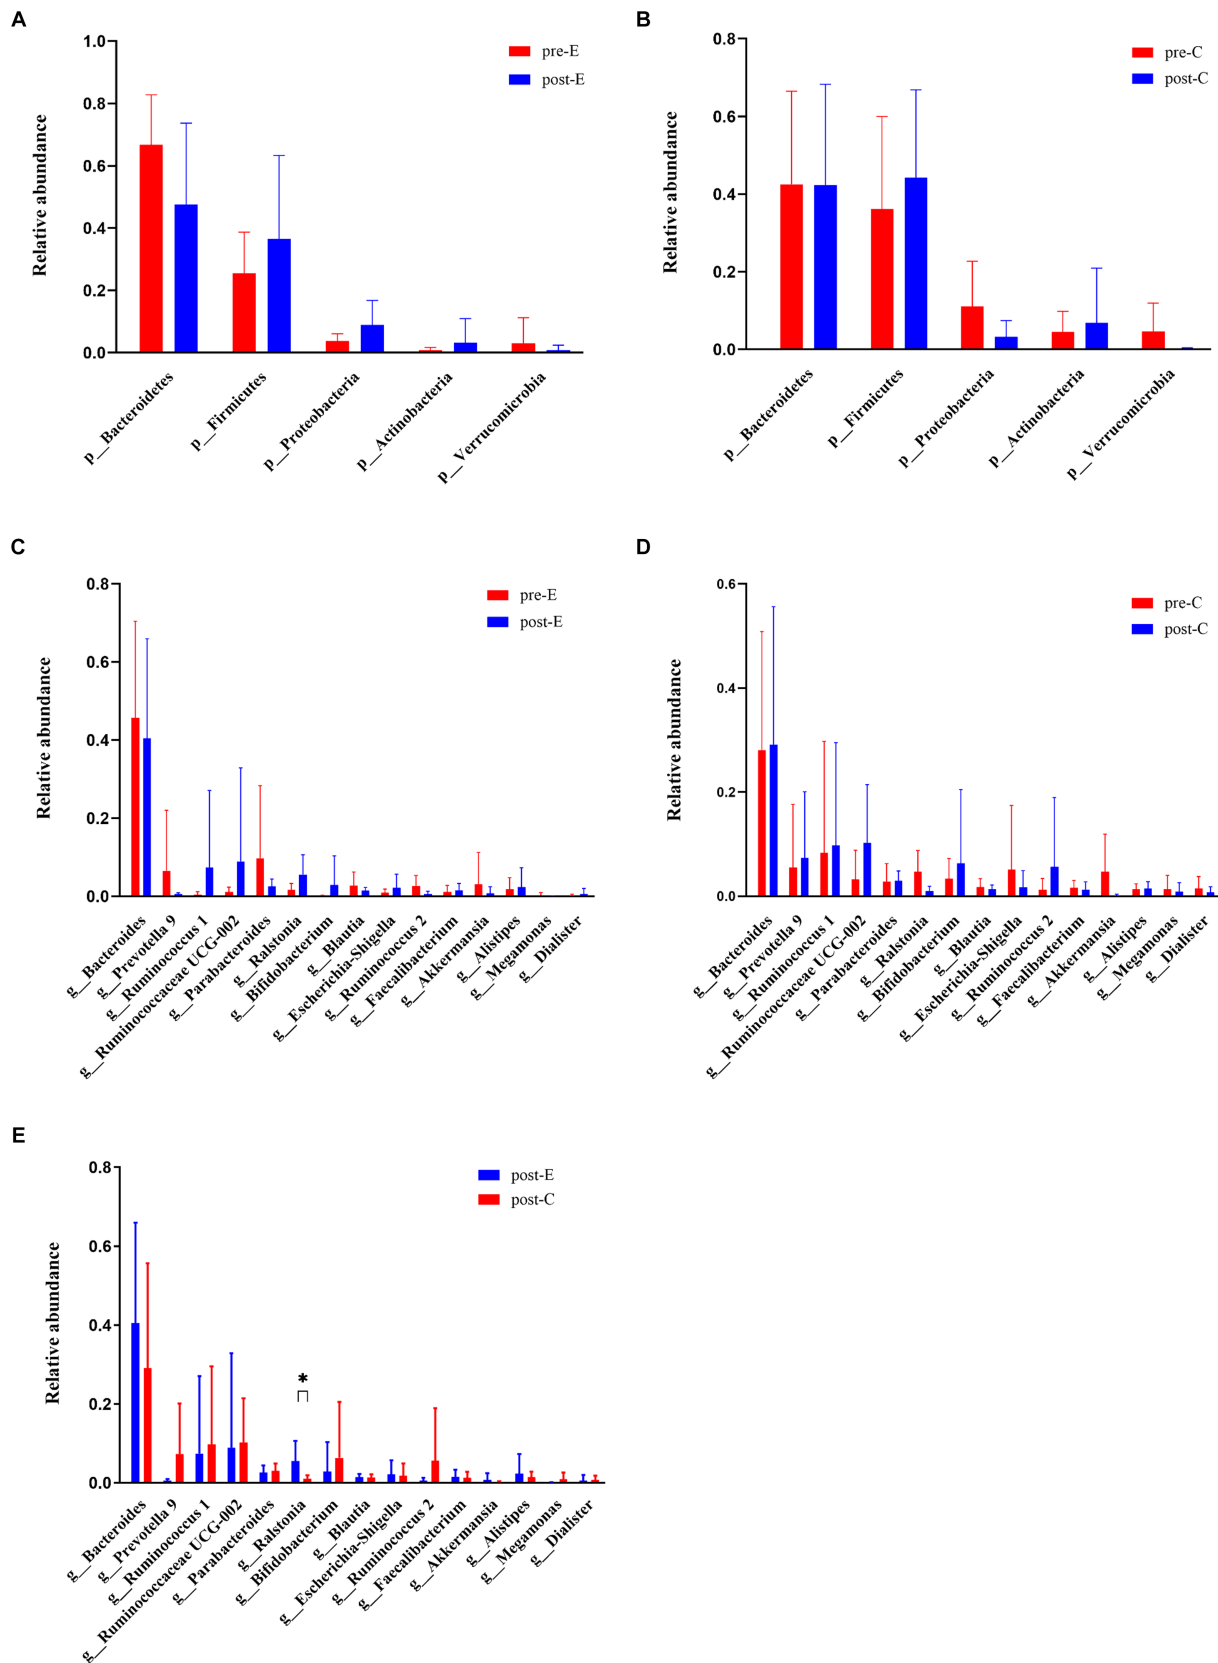 A
Relative abundance
1.0
0.8
0.6
0.4
0.2
0.0
pre-E
post-E
p__Bacteroidetes
p__Firmicutes
p__Proteobacteria
p__Actinobacteria
p__Verrucomicrobia
B
Relative abundance
0.8
0.6
0.4
0.2
0.0
pre-C
post-C
p__Bacteroidetes
p__Firmicutes
p__Proteobacteria
p__Actinobacteria
p__Verrucomicrobia
C
Relative abundance
0.8
0.6
0.4
0.2
0.0
pre-E
post-E
g__Bacteroides
g__Prevotella 9
g__Ruminococcus 1
g__Ruminococcaceae UCG-002
g__Parabacteroides
g__Ralstonia
g__Bifidobacterium
g__Blautia
g__Escherichia-Shigella
g__Ruminococcus 2
g__Faecalibacterium
g__Akkermansia
g__Alistipes
g__Megamonas
g__Dialister
D
Relative abundance
0.6
0.4
0.2
0.0
pre-C
post-C
g__Bacteroides
g__Prevotella 9
g__Ruminococcus 1
g__Ruminococcaceae UCG-002
g__Parabacteroides
g__Ralstonia
g__Bifidobacterium
g__Blautia
g__Escherichia-Shigella
g__Ruminococcus 2
g__Faecalibacterium
g__Akkermansia
g__Alistipes
g__Megamonas
g__Dialister
E
Relative abundance
0.8
0.6
0.4
0.2
0.0
post-E
post-C
*
g__Bacteroides
g__Prevotella 9
g__Ruminococcus 1
g__Ruminococcaceae UCG-002
g__Parabacteroides
g__Ralstonia
g__Bifidobacterium
g__Blautia
g__Escherichia-Shigella
g__Ruminococcus 2
g__Faecalibacterium
g__Akkermansia
g__Alistipes
g__Megamonas
g__Dialister